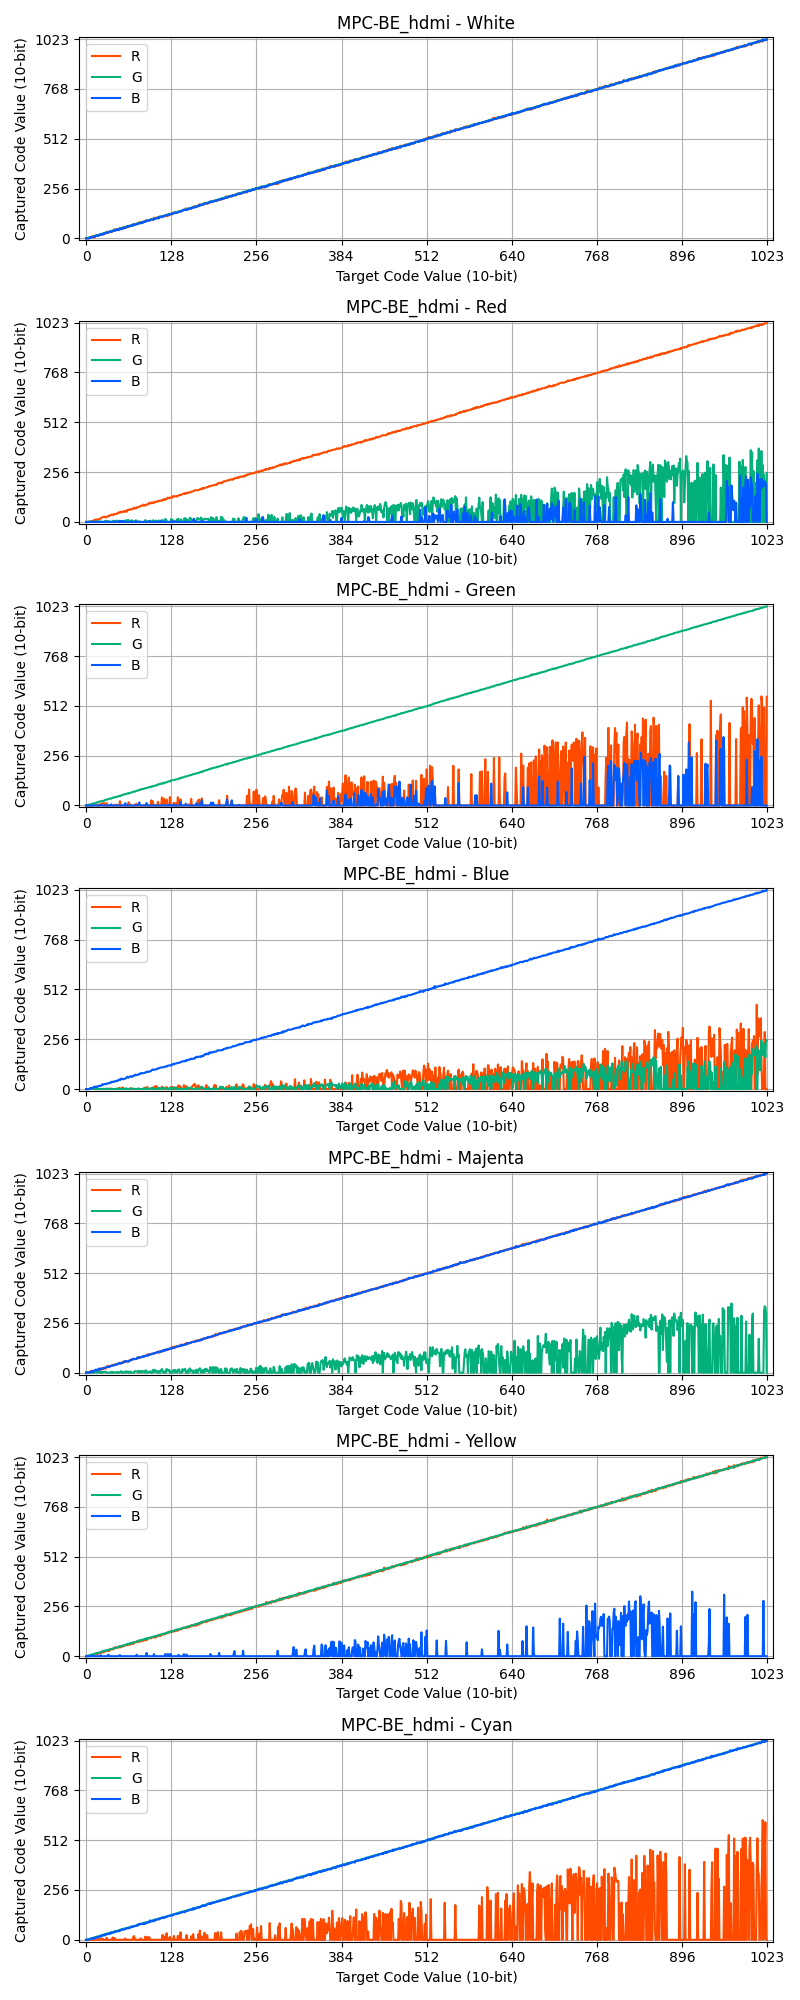 MPC-BE_hdmi - White
Captured Code Value (10-bit)
1023
768
512
256
0
R
G
B
0 128 256 384 512 640 768 896 1023
Target Code Value (10-bit)
MPC-BE_hdmi - Red
Captured Code Value (10-bit)
1023
768
512
256
0
R
G
B
0 128 256 384 512 640 768 896 1023
Target Code Value (10-bit)
MPC-BE_hdmi - Green
Captured Code Value (10-bit)
1023
768
512
256
0
R
G
B
0 128 256 384 512 640 768 896 1023
Target Code Value (10-bit)
MPC-BE_hdmi - Blue
Captured Code Value (10-bit)
1023
768
512
256
0
R
G
B
0 128 256 384 512 640 768 896 1023
Target Code Value (10-bit)
MPC-BE_hdmi - Majenta
Captured Code Value (10-bit)
1023
768
512
256
0
R
G
B
0 128 256 384 512 640 768 896 1023
Target Code Value (10-bit)
MPC-BE_hdmi - Yellow
Captured Code Value (10-bit)
1023
768
512
256
0
R
G
B
0 128 256 384 512 640 768 896 1023
Target Code Value (10-bit)
MPC-BE_hdmi - Cyan
Captured Code Value (10-bit)
1023
768
512
256
0
R
G
B
0 128 256 384 512 640 768 896 1023
Target Code Value (10-bit)